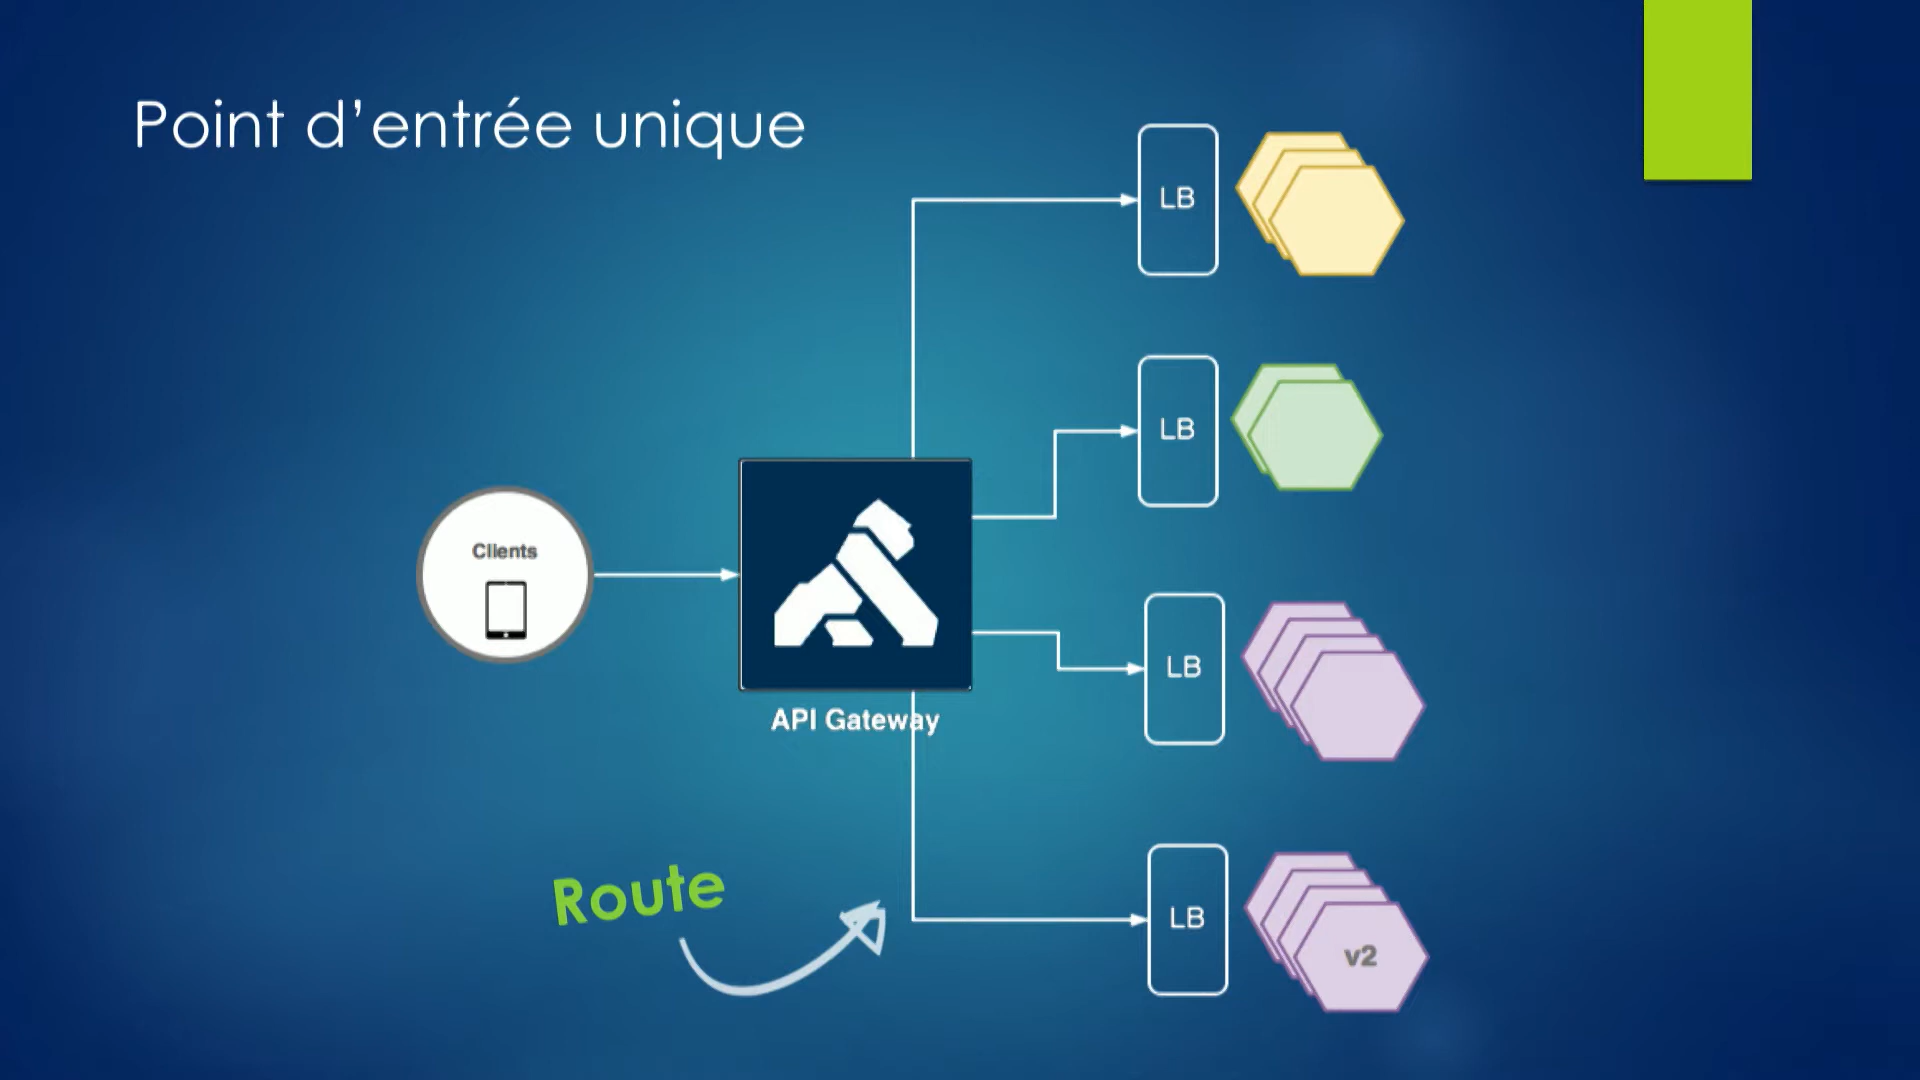 Point d'entrée unique
LB
LB
Clients
LB
API Gateway
Route
LB
v2